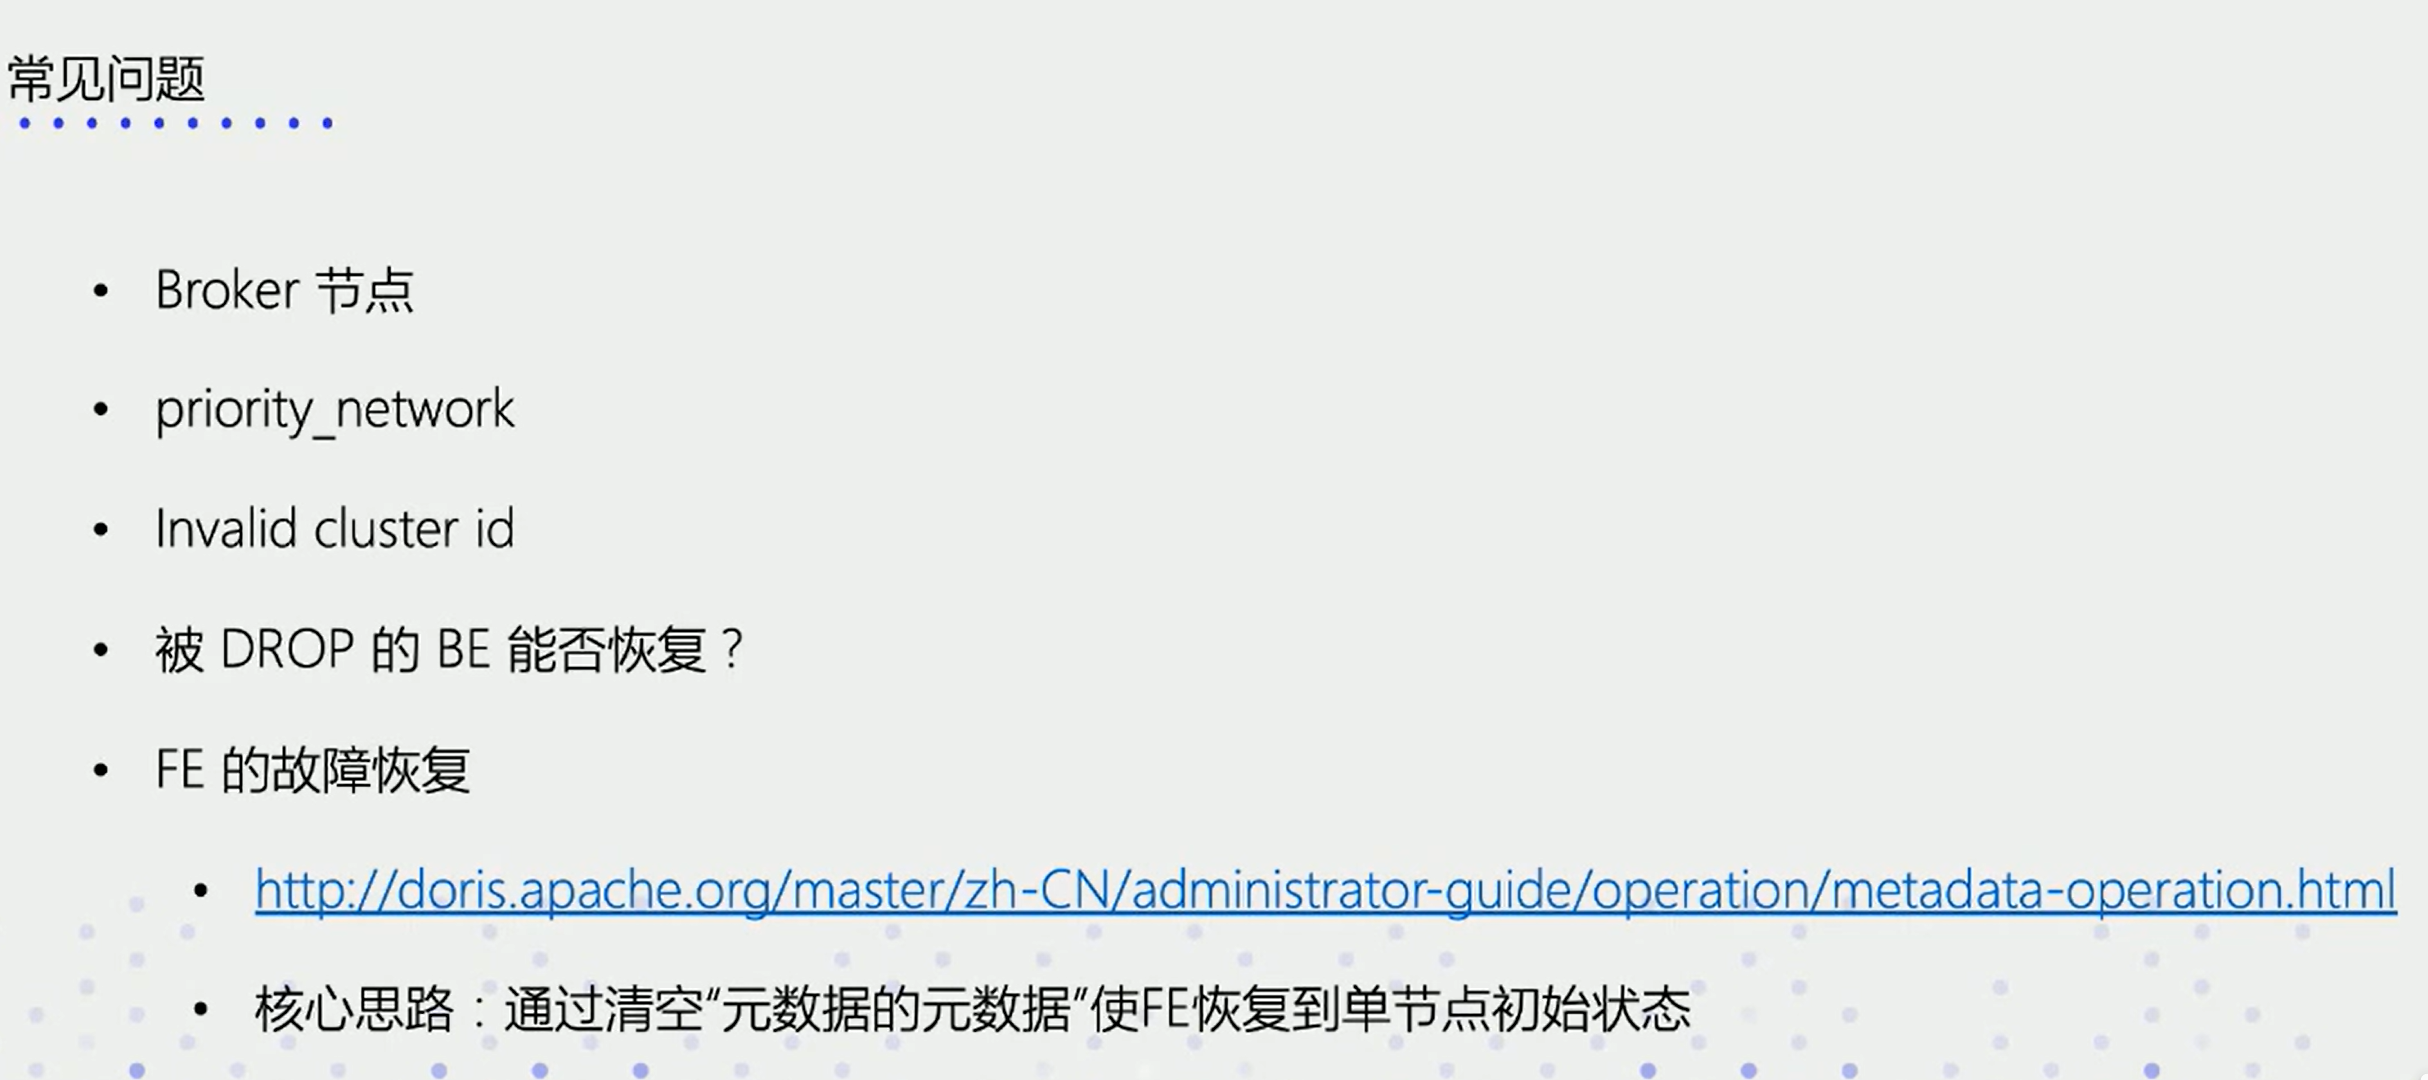 常见问题
• Broker 节点
• priority_network
• Invalid cluster id
• 被 DROP 的 BE 能否恢复？
• FE 的故障恢复
• http://doris.apache.org/master/zh-CN/administrator-guide/operation/metadata-operation.html
• 核心思路：通过清空“元数据的元数据”使FE恢复到单节点初始状态